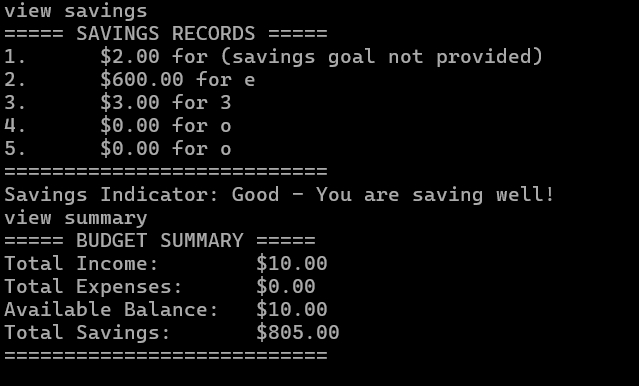 view savings
===== SAVINGS RECORDS =====
1.      $2.00 for (savings goal not provided)
2.      $600.00 for e
3.      $3.00 for 3
4.      $0.00 for o
5.      $0.00 for o
===========================
Savings Indicator: Good - You are saving well!
view summary
===== BUDGET SUMMARY =====
Total Income:        $10.00
Total Expenses:      $0.00
Available Balance:   $10.00
Total Savings:       $805.00
===========================